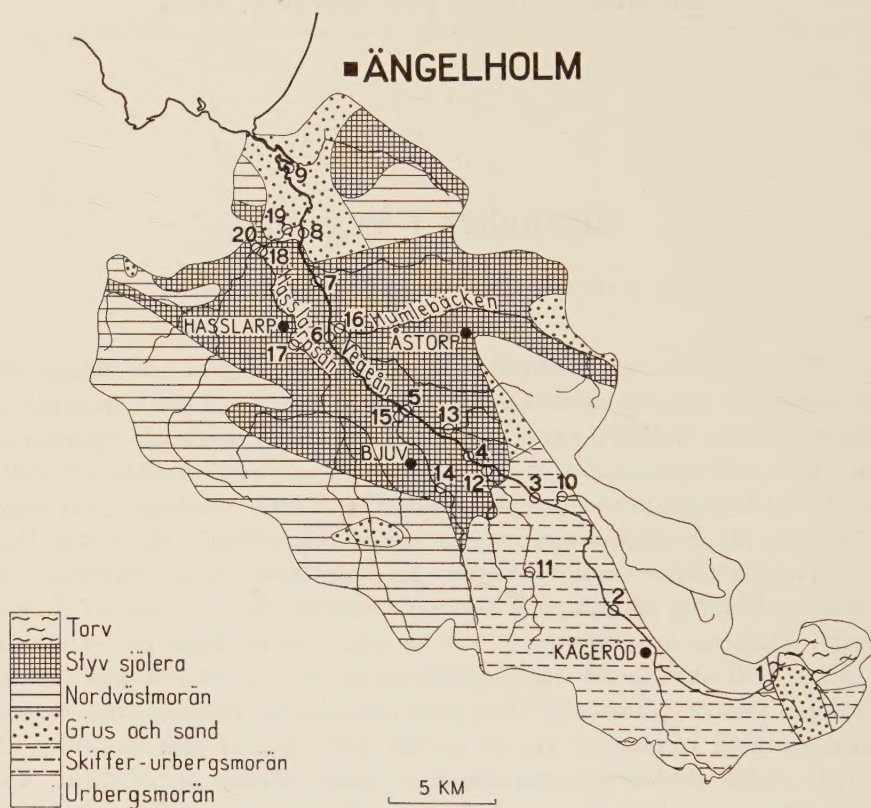 ÄNGELHOLM
9
19
8
20
18
7
Hasslarpsån
16
Humlebäcken
HASSLARP
6
ÅSTORP
17
Vegeån
5
15
13
4
BJUV
12
14
3
10
11
2
KÅGERÖD
1
Torv
Styv sjölera
Nordvästmorän
Grus och sand
Skiffer-urbergsmorän
Urbergsmorän
5 KM